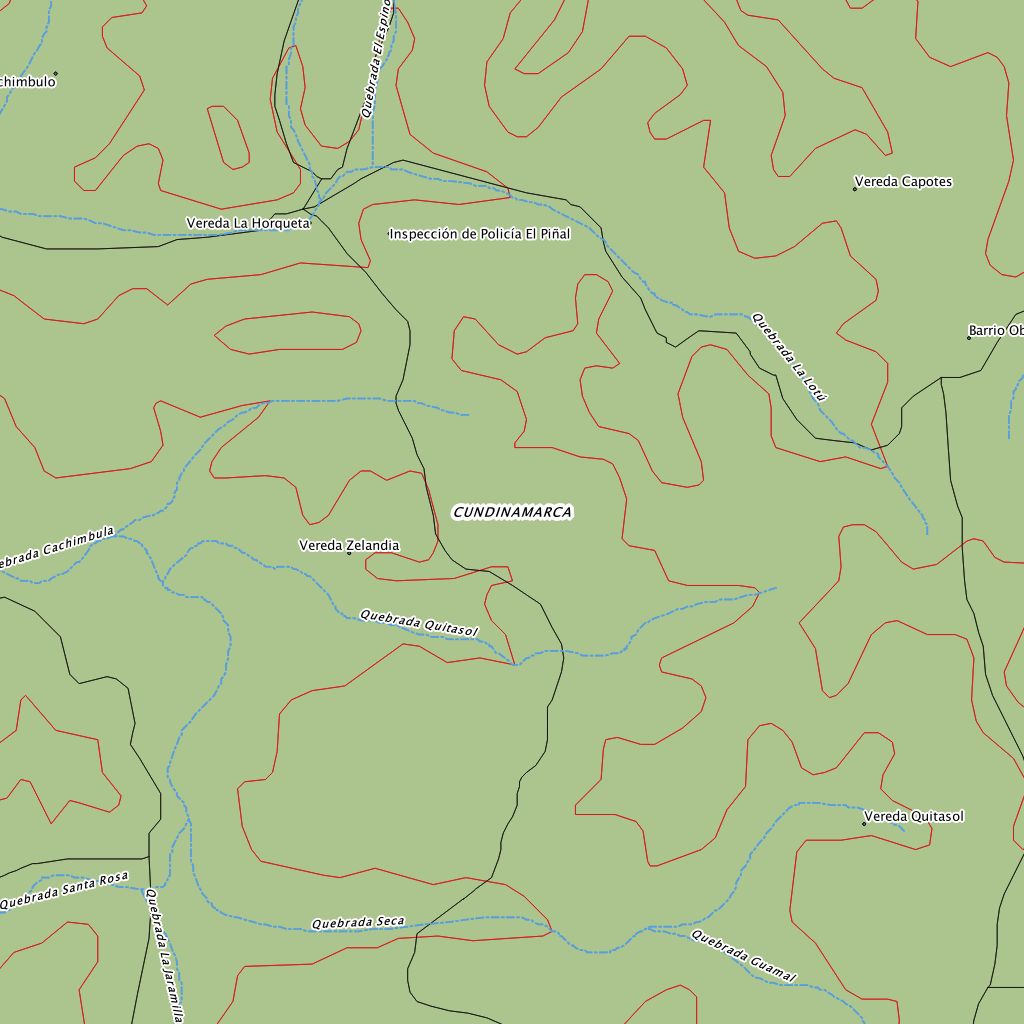 Quebrada El Espino
chimbulo
Vereda Capotes
Vereda La Horqueta
Inspección de Policía El Piñal
Quebrada La Lotú
Barrio Ob
CUNDINAMARCA
ebrada Cachimbula
Vereda Zelandia
Quebrada Quitasol
Vereda Quitasol
Quebrada Santa Rosa
Quebrada La Jaramilla
Quebrada Seca
Quebrada Guamal